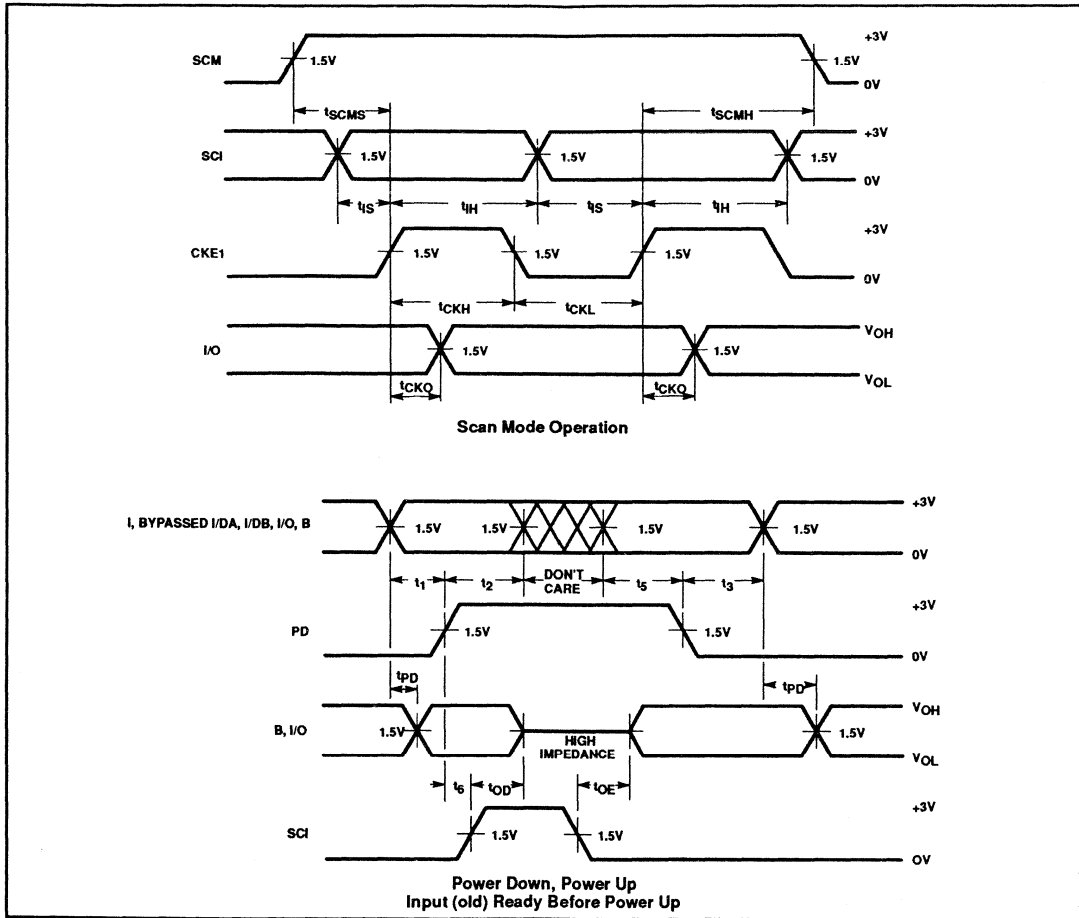 +3V
SCM 1.5V 1.5V
0V
tSCMS tSCMH
+3V
SCI 1.5V 1.5V 1.5V
0V
tIS tIH tIS tIH
+3V
CKE1 1.5V 1.5V 1.5V
0V
tCKH tCKL
VOH
I/O 1.5V 1.5V
VOL
tCKO tCKO
Scan Mode Operation
+3V
I, BYPASSED I/DA, I/DB, I/O, B 1.5V 1.5V 1.5V 1.5V
0V
t1 t2 DON'T CARE t5 t3
+3V
PD 1.5V 1.5V
0V
tPD tPD
VOH
B, I/O 1.5V HIGH IMPEDANCE 1.5V
VOL
t6 tOD tOE
+3V
SCI 1.5V 1.5V
OV
Power Down, Power Up
Input (old) Ready Before Power Up